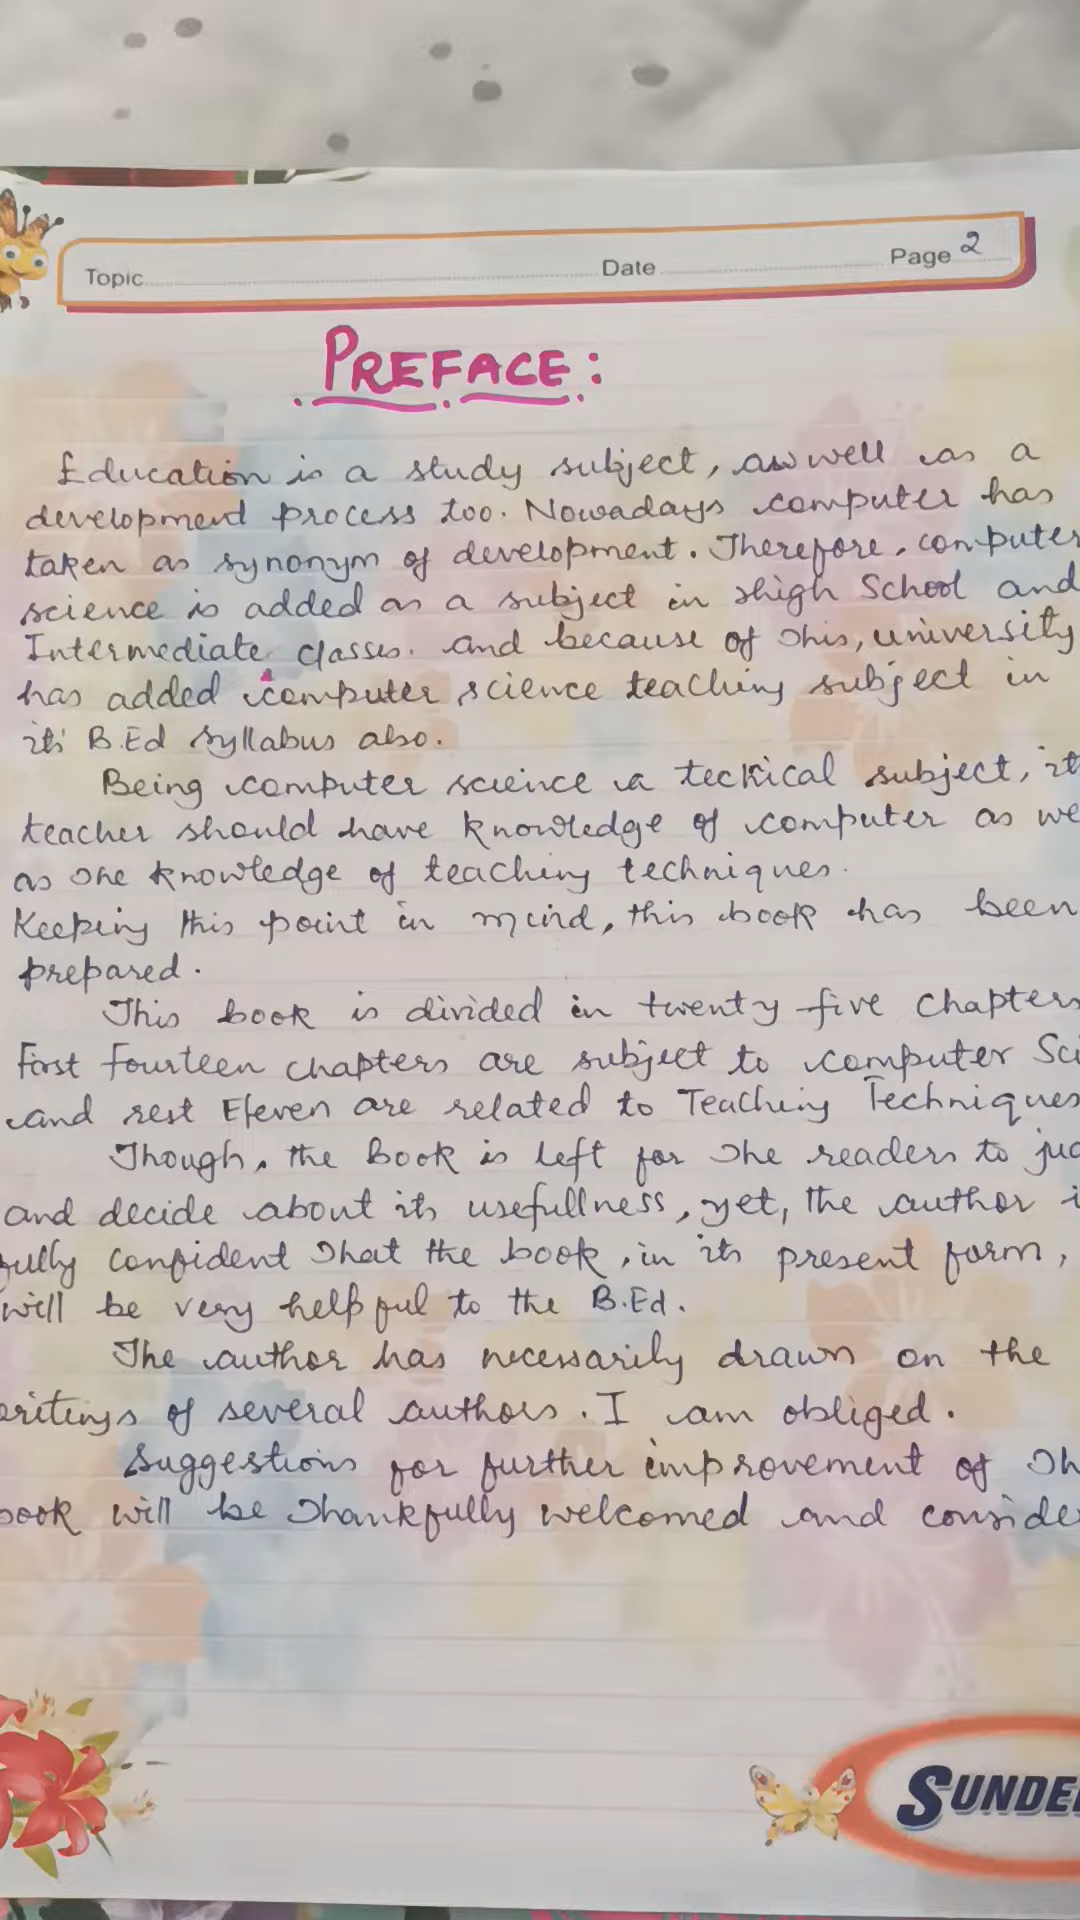 Topic Date Page 2
PREFACE:
Education is a study subject, as well as a
development process too. Nowadays computer has
taken as synonym of development. Therefore, computer
science is added as a subject in High School and
Intermediate classes. And because of this, university
has added computer science teaching subject in
its' B.Ed syllabus also.
Being computer science a teckical subject, it
teacher should have knowledge of computer as we
as the knowledge of teaching techniques.
Keeping this point in mind, this book has been
prepared.
This book is divided in twenty five chapters
First fourteen chapters are subject to computer Sci
and rest Eleven are related to Teaching Techniques
Though, the Book is left for the readers to jud
and decide about its usefullness, yet, the author i
fully confident that the book, in its present form,
will be very helpful to the B.Ed.
The author has necessarily drawn on the
ritings of several authors. I am obliged.
Suggestions for further improvement of th
book will be thankfully welcomed and conside
SUNDE